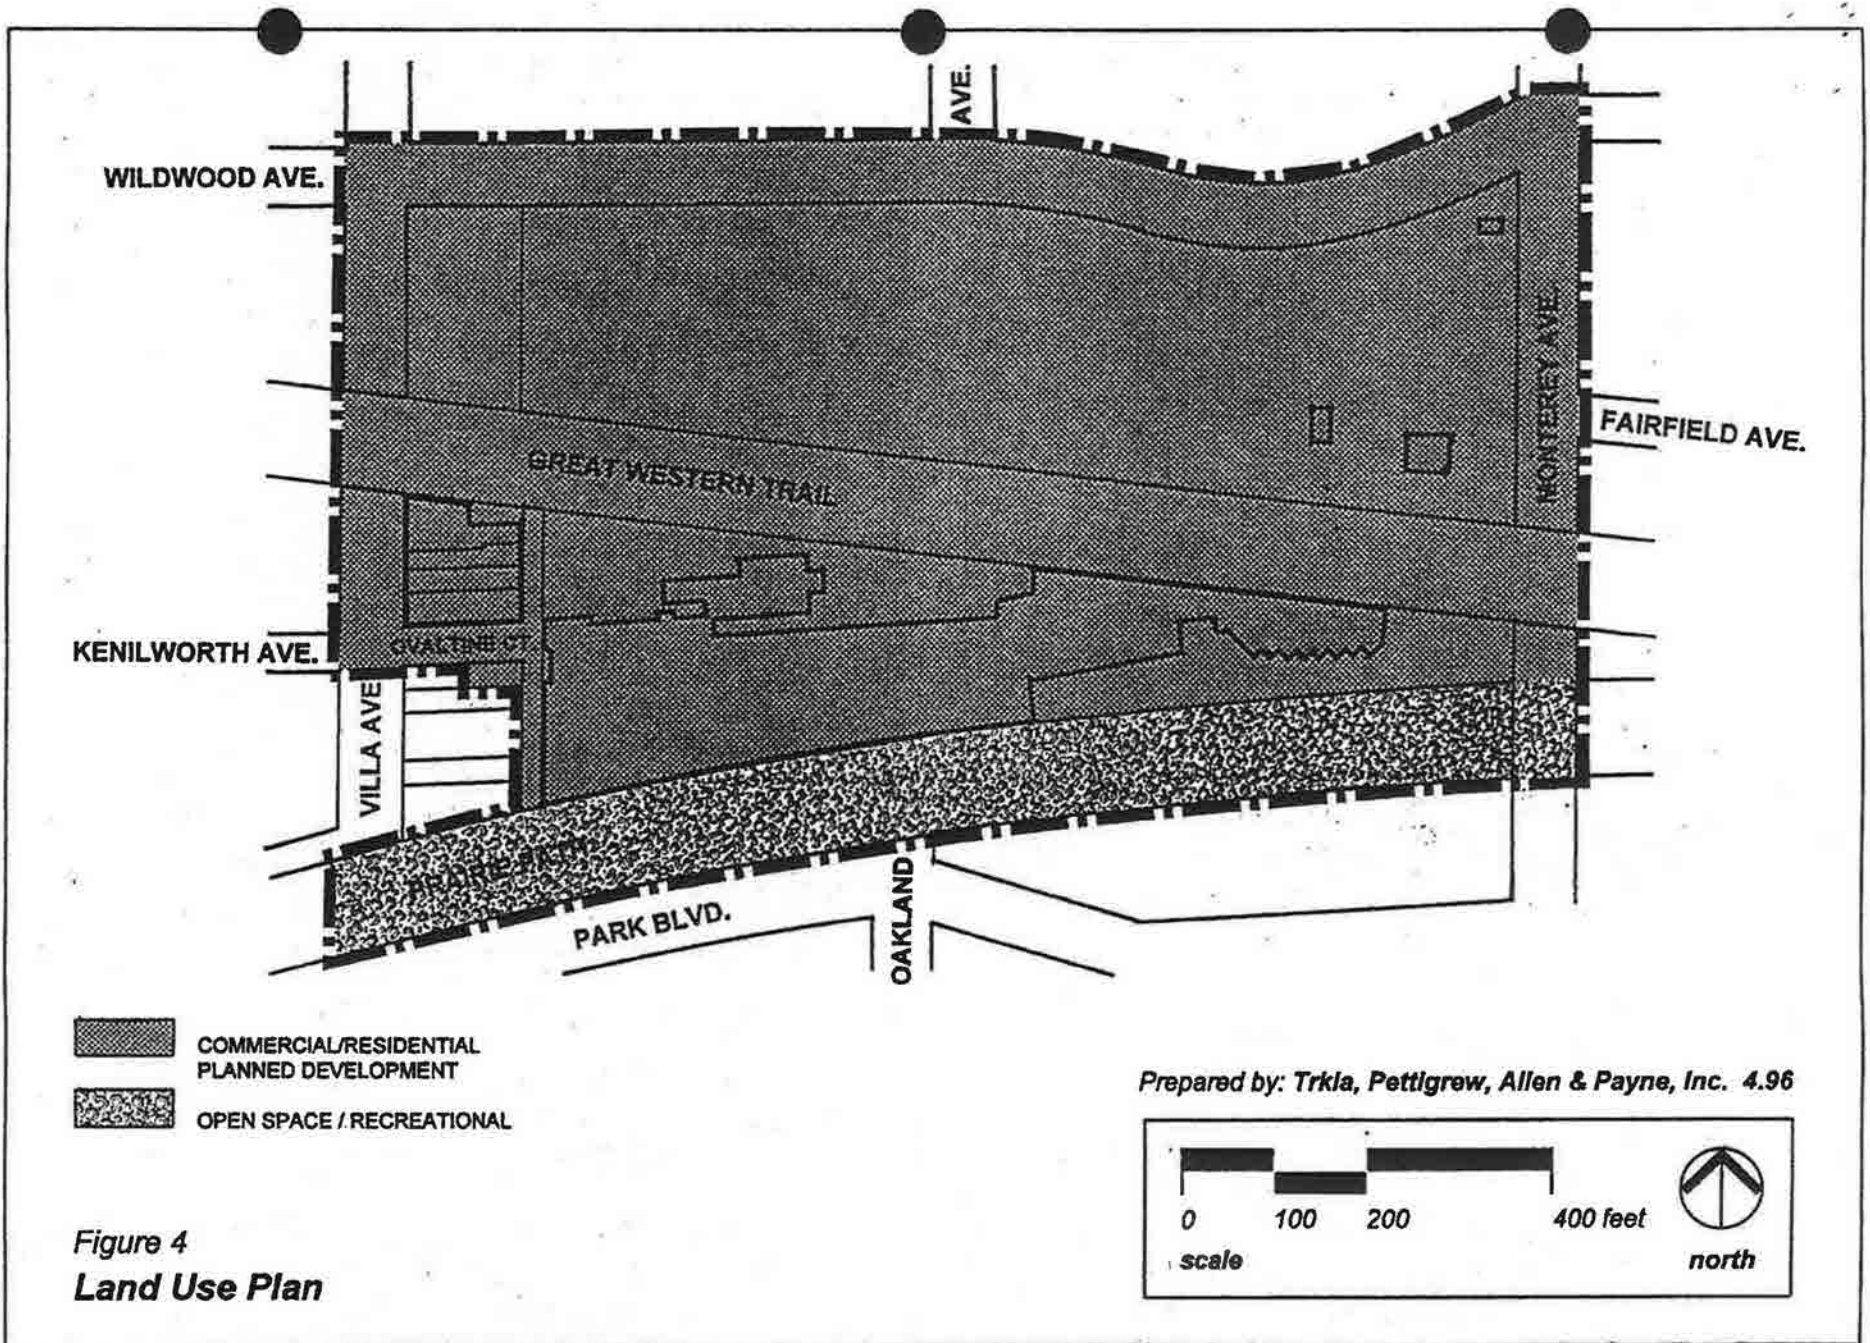 AVE.
WILDWOOD AVE.
MONTEREY AVE.
FAIRFIELD AVE.
GREAT WESTERN TRAIL
OVALTINE CT.
KENILWORTH AVE.
VILLA AVE
PRAIRIE PATH
PARK BLVD.
OAKLAND
COMMERCIAL/RESIDENTIAL
PLANNED DEVELOPMENT
OPEN SPACE / RECREATIONAL
Prepared by: Trkla, Pettigrew, Allen & Payne, Inc. 4.96
0 100 200 400 feet
scale north
Figure 4
Land Use Plan